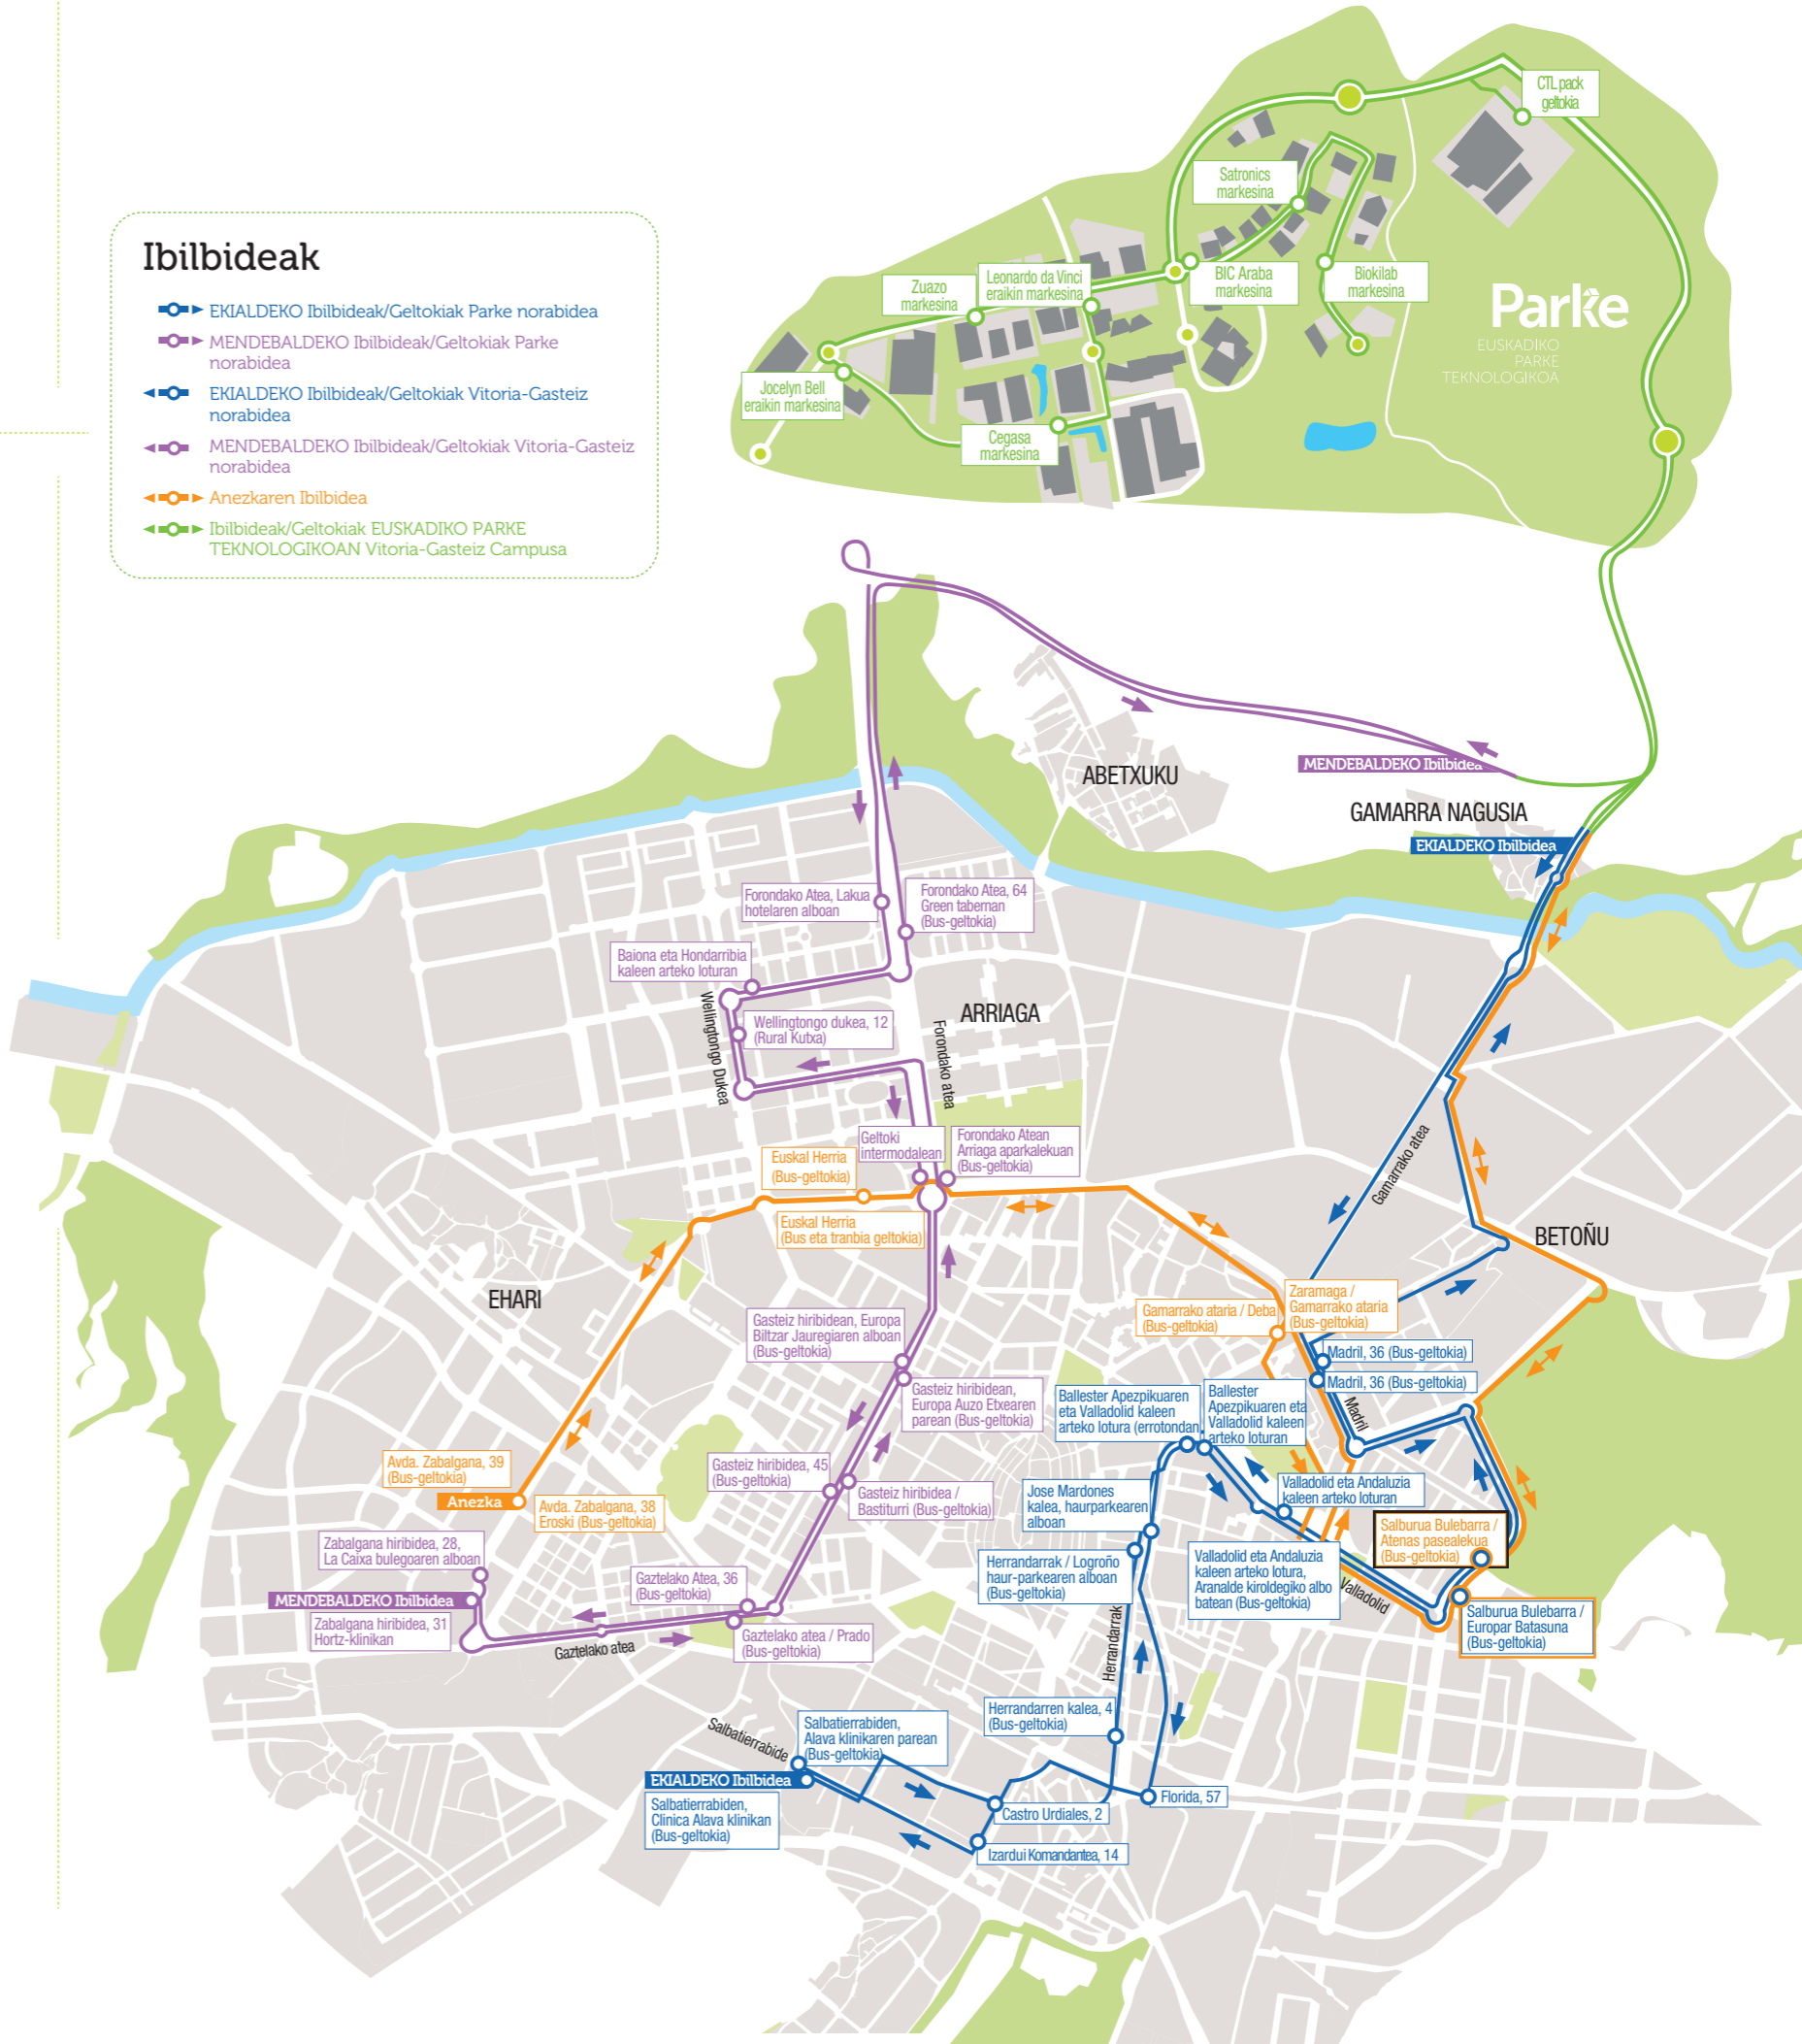 Ibilbideak
EKIALDEKO Ibilbideak/Geltokiak Parke norabidea
MENDEBALDEKO Ibilbideak/Geltokiak Parke
norabidea
EKIALDEKO Ibilbideak/Geltokiak Vitoria-Gasteiz
norabidea
MENDEBALDEKO Ibilbideak/Geltokiak Vitoria-Gasteiz
norabidea
Anezkaren Ibilbidea
Ibilbideak/Geltokiak EUSKADIKO PARKE
TEKNOLOGIKOAN Vitoria-Gasteiz Campusa
CTL pack
geltokia
Satronics
markesina
Zuazo
markesina
Leonardo da Vinci
eraikin markesina
BIC Araba
markesina
Biokilab
markesina
Parke
EUSKADIKO
PARKE
TEKNOLOGIKOA
Jocelyn Bell
eraikin markesina
Cegasa
markesina
ABETXUKU
MENDEBALDEKO Ibilbidea
GAMARRA NAGUSIA
EKIALDEKO Ibilbidea
Forondako Atea, Lakua
hotelaren alboan
Forondako Atea, 64
Green tabernan
(Bus-geltokia)
Baiona eta Hondarribia
kaleen arteko loturan
Wellingtongo Dukea
Wellingtongo dukea, 12
(Rural Kutxa)
ARRIAGA
Forondako atea
Geltoki
intermodalean
Forondako Atean
Arriaga aparkalekuan
(Bus-geltokia)
Euskal Herria
(Bus-geltokia)
Euskal Herria
(Bus eta tranbia geltokia)
Gamarrako atea
BETOÑU
EHARI
Gamarrako ataria / Deba
(Bus-geltokia)
Zaramaga /
Gamarrako ataria
(Bus-geltokia)
Gasteiz hiribidean, Europa
Biltzar Jauregiaren alboan
(Bus-geltokia)
Gasteiz hiribidean,
Europa Auzo Etxearen
parean (Bus-geltokia)
Madril, 36 (Bus-geltokia)
Madril, 36 (Bus-geltokia)
Madril
Ballester Apezpikuaren
eta Valladolid kaleen
arteko lotura (errotondan
Ballester
Apezpikuaren eta
Valladolid kaleen
arteko loturan
Avda. Zabalgana, 39
(Bus-geltokia)
Anezka
Avda. Zabalgana, 38
Eroski (Bus-geltokia)
Gasteiz hiribidea, 45
(Bus-geltokia)
Gasteiz hiribidea /
Bastiturri (Bus-geltokia)
Jose Mardones
kalea, haurparkearen
alboan
Valladolid eta Andaluzia
kaleen arteko loturan
Salburua Bulebarra /
Atenas pasealekua
(Bus-geltokia)
Zabalgana hiribidea, 28,
La Caixa bulegoaren alboan
MENDEBALDEKO Ibilbidea
Zabalgana hiribidea, 31
Hortz-klinikan
Gaztelako Atea, 36
(Bus-geltokia)
Gaztelako atea / Prado
(Bus-geltokia)
Gaztelako atea
Herrandarrak / Logroño
haur-parkearen alboan
(Bus-geltokia)
Valladolid eta Andaluzia
kaleen arteko lotura,
Aranalde kiroldegiko albo
batean (Bus-geltokia)
Valladolid
Salburua Bulebarra /
Europar Batasuna
(Bus-geltokia)
Herrandarrak
Herrandarren kalea, 4
(Bus-geltokia)
Salbatierrabide
Salbatierrabiden,
Alava klinikaren parean
(Bus-geltokia)
EKIALDEKO Ibilbidea
Salbatierrabiden,
Clinica Alava klinikan
(Bus-geltokia)
Florida, 57
Castro Urdiales, 2
Izardui Komandantea, 14